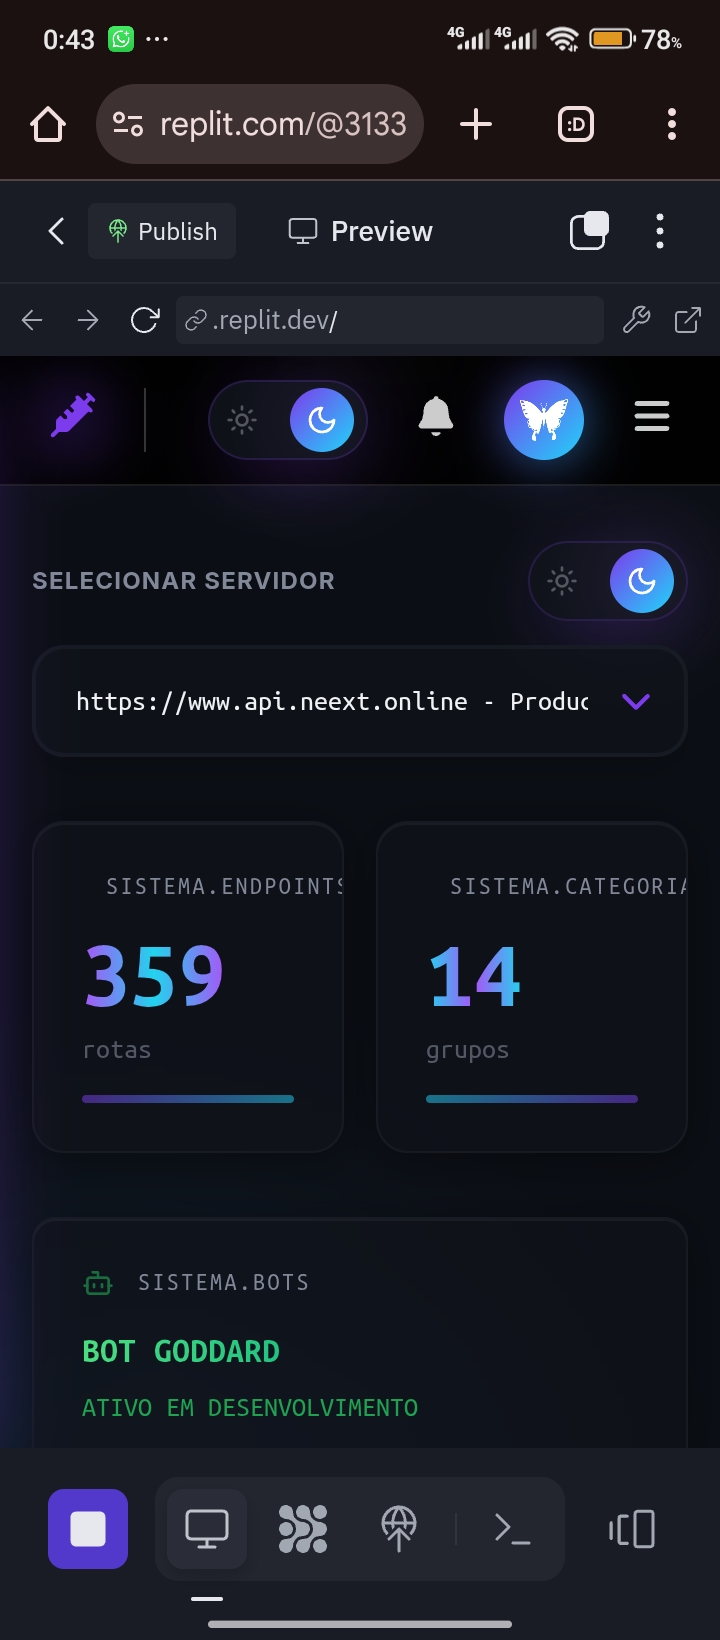 0:43
4G 4G 78%
replit.com/@3133
:D
Publish
Preview
.replit.dev/
SELECIONAR SERVIDOR
https://www.api.neext.online - Produc
SISTEMA.ENDPOINTS
SISTEMA.CATEGORIA
359
14
rotas
grupos
SISTEMA.BOTS
BOT GODDARD
ATIVO EM DESENVOLVIMENTO